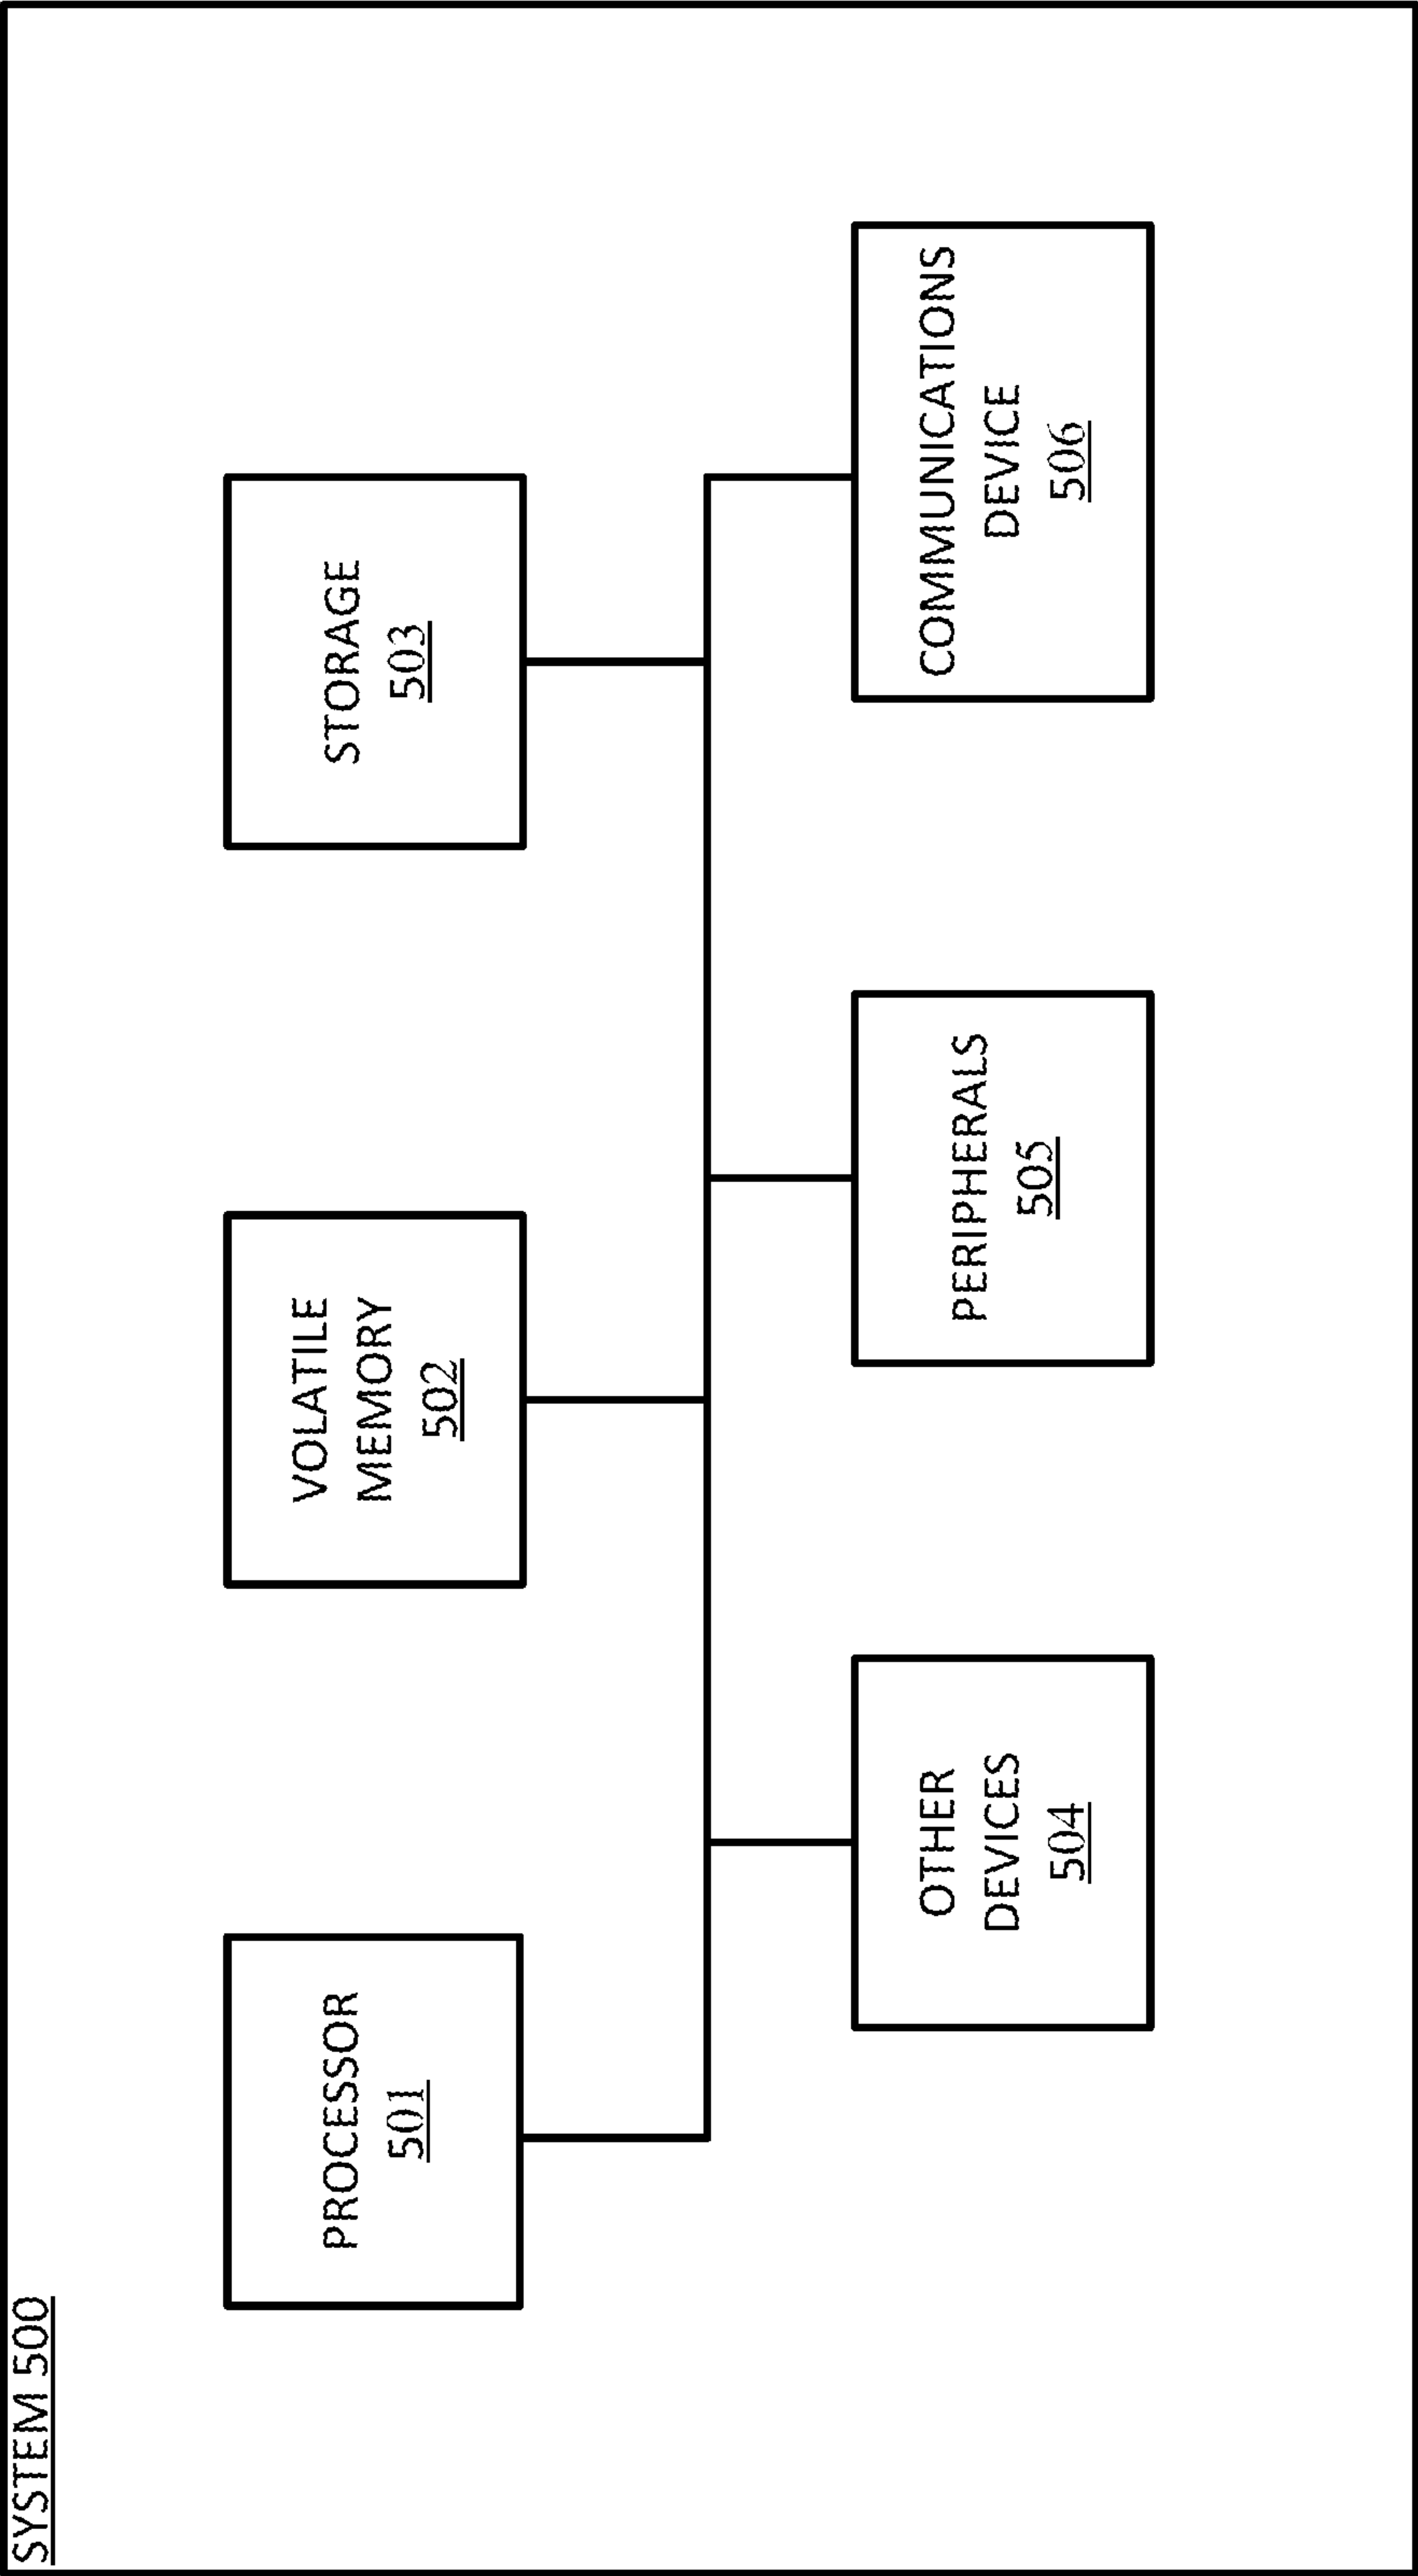 SYSTEM 500
PROCESSOR
501
VOLATILE
MEMORY
502
STORAGE
503
OTHER
DEVICES
504
PERIPHERALS
505
COMMUNICATIONS
DEVICE
506